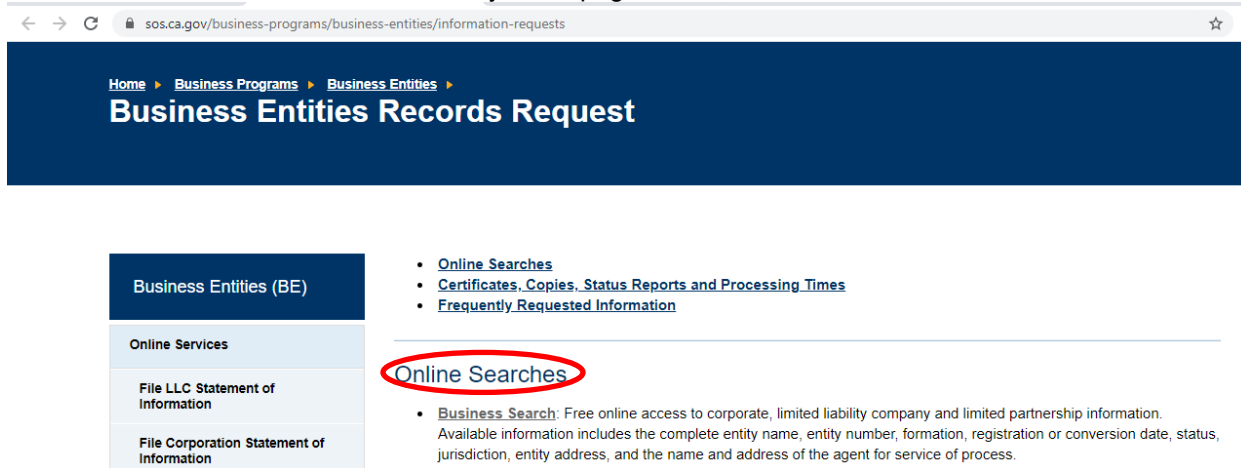 sos.ca.gov/business-programs/business-entities/information-requests
Home ▸ Business Programs ▸ Business Entities ▸
Business Entities Records Request
Business Entities (BE)
Online Services
File LLC Statement of
Information
File Corporation Statement of
Information
• Online Searches
• Certificates, Copies, Status Reports and Processing Times
• Frequently Requested Information
Online Searches
• Business Search: Free online access to corporate, limited liability company and limited partnership information.
Available information includes the complete entity name, entity number, formation, registration or conversion date, status,
jurisdiction, entity address, and the name and address of the agent for service of process.